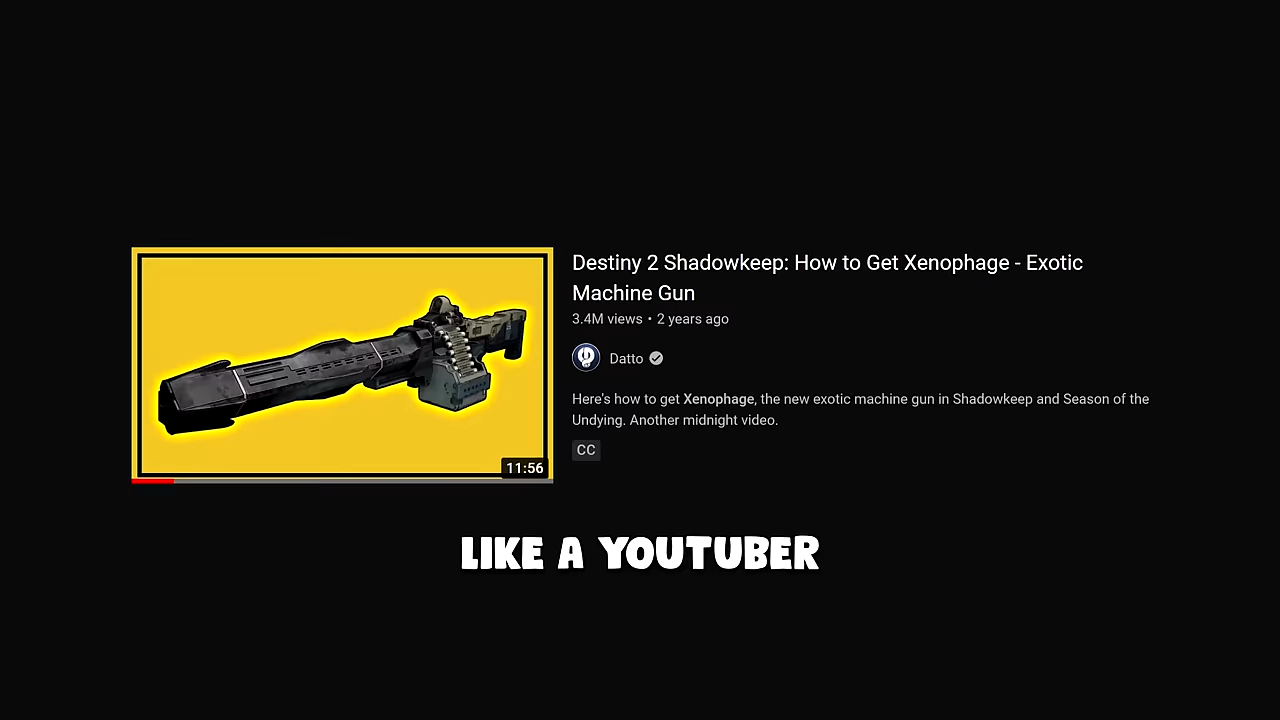 Destiny 2 Shadowkeep: How to Get Xenophage - Exotic
Machine Gun
3.4M views • 2 years ago
Datto
Here's how to get Xenophage, the new exotic machine gun in Shadowkeep and Season of the
Undying. Another midnight video.
11:56
CC
LIKE A YOUTUBER